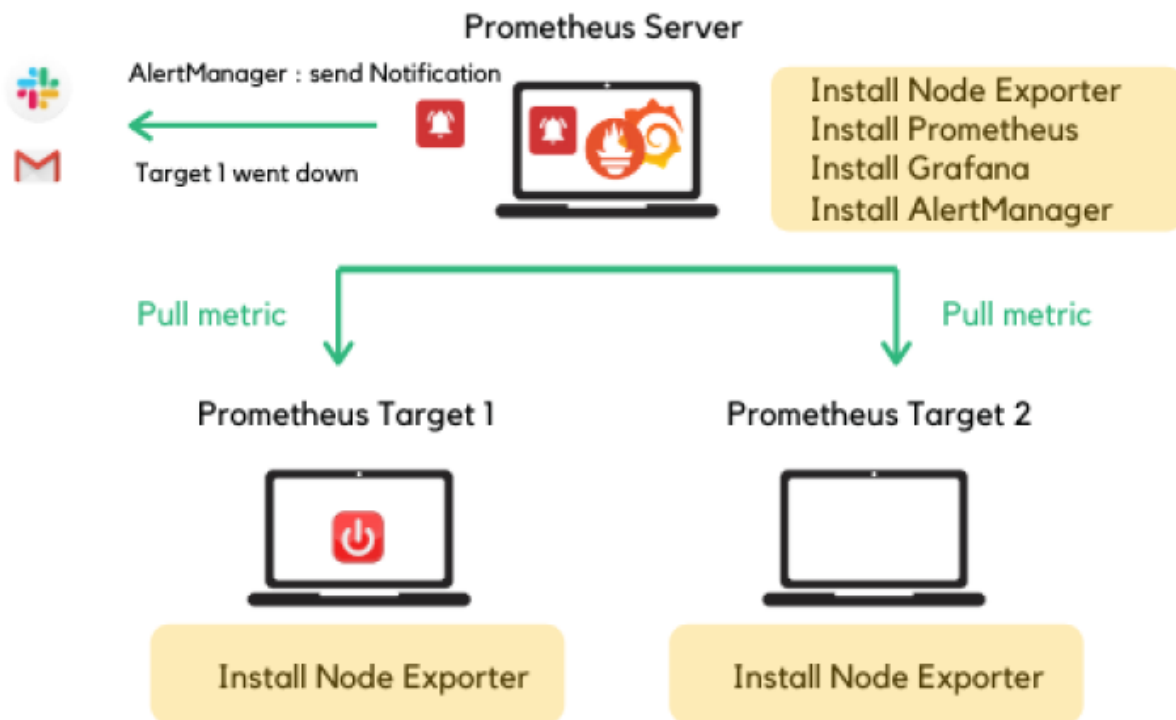 Prometheus Server
AlertManager : send Notification
Target 1 went down
Install Node Exporter
Install Prometheus
Install Grafana
Install AlertManager
Pull metric
Pull metric
Prometheus Target 1
Prometheus Target 2
Install Node Exporter
Install Node Exporter